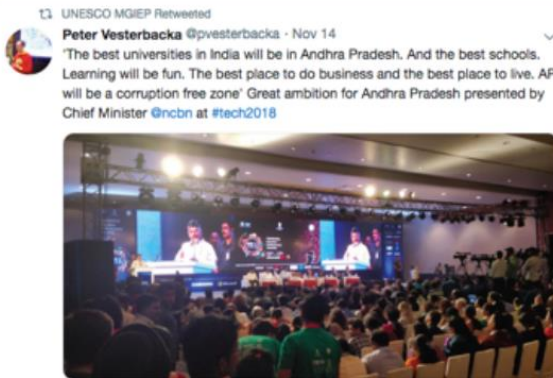 UNESCO MGIEP Retweeted
Peter Vesterbacka @pvesterbacka · Nov 14
'The best universities in India will be in Andhra Pradesh. And the best schools.
Learning will be fun. The best place to do business and the best place to live. AP
will be a corruption free zone' Great ambition for Andhra Pradesh presented by
Chief Minister @ncbn at #tech2018